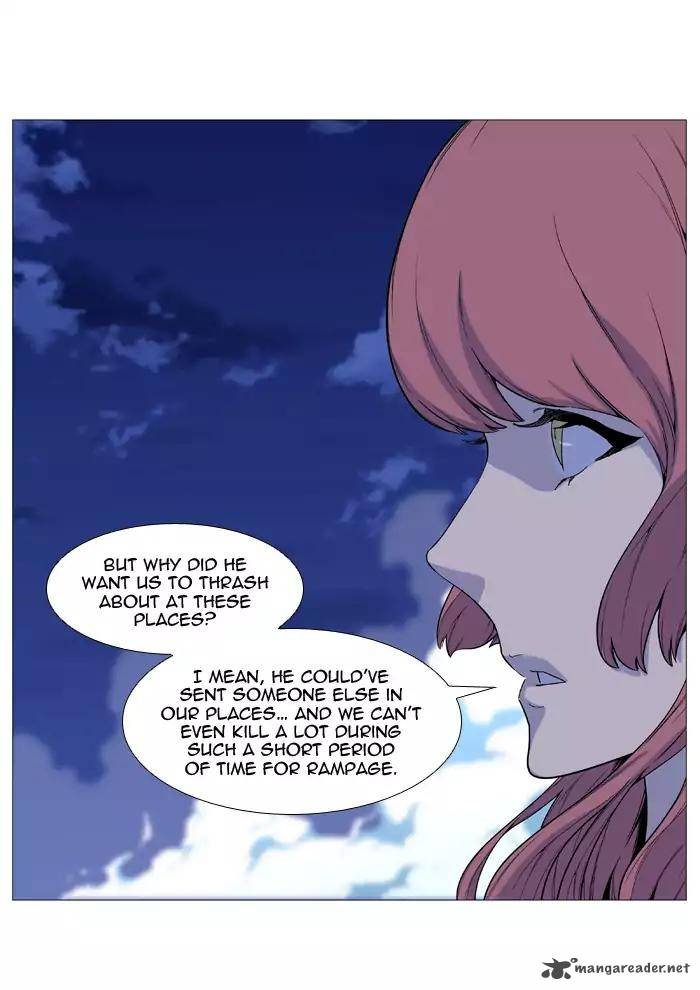 BUT WHY DID HE
WANT US TO THRASH
ABOUT AT THESE
PLACES?
I MEAN, HE COULD'VE
SENT SOMEONE ELSE IN
OUR PLACES... AND WE CAN'T
EVEN KILL A LOT DURING
SUCH A SHORT PERIOD
OF TIME FOR RAMPAGE.
mangareader.net